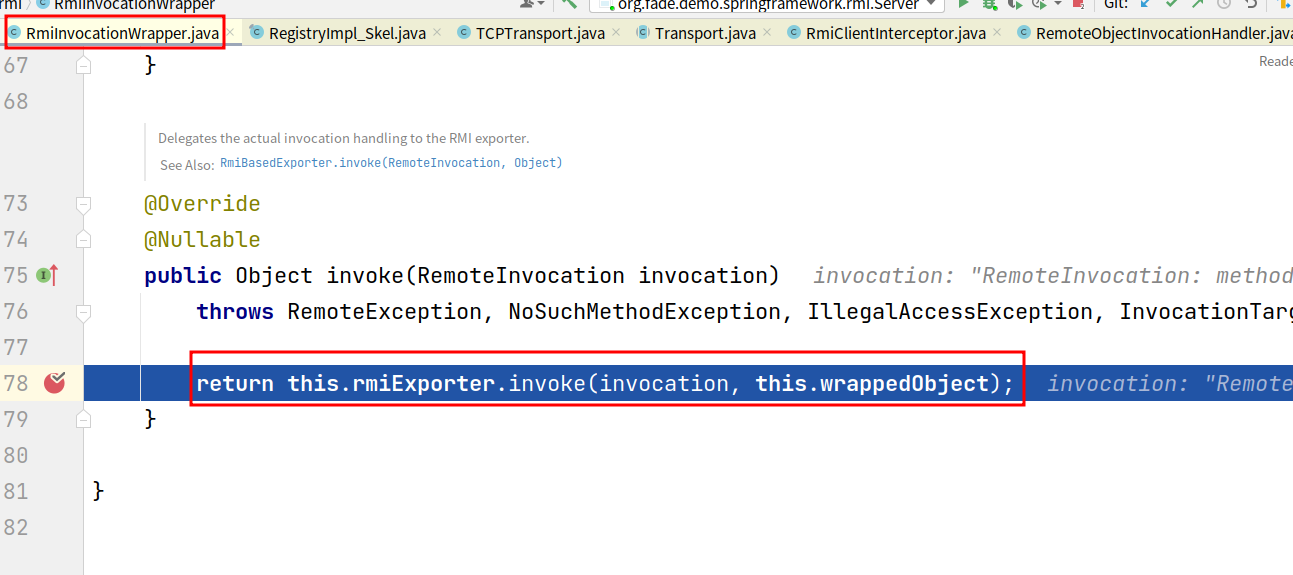 rmi RmiInvocationWrapper org.fade.demo.springframework.rmi.Server Git:
RmiInvocationWrapper.java RegistryImpl_Skel.java TCPTransport.java Transport.java RmiClientInterceptor.java RemoteObjectInvocationHandler.java
67 }
Reade
68
Delegates the actual invocation handling to the RMI exporter.
See Also: RmiBasedExporter.invoke(RemoteInvocation, Object)
73 @Override
74 @Nullable
75 public Object invoke(RemoteInvocation invocation) invocation: "RemoteInvocation: method
76 throws RemoteException, NoSuchMethodException, IllegalAccessException, InvocationTarg
77
78 return this.rmiExporter.invoke(invocation, this.wrappedObject); invocation: "Remote
79 }
80
81 }
82